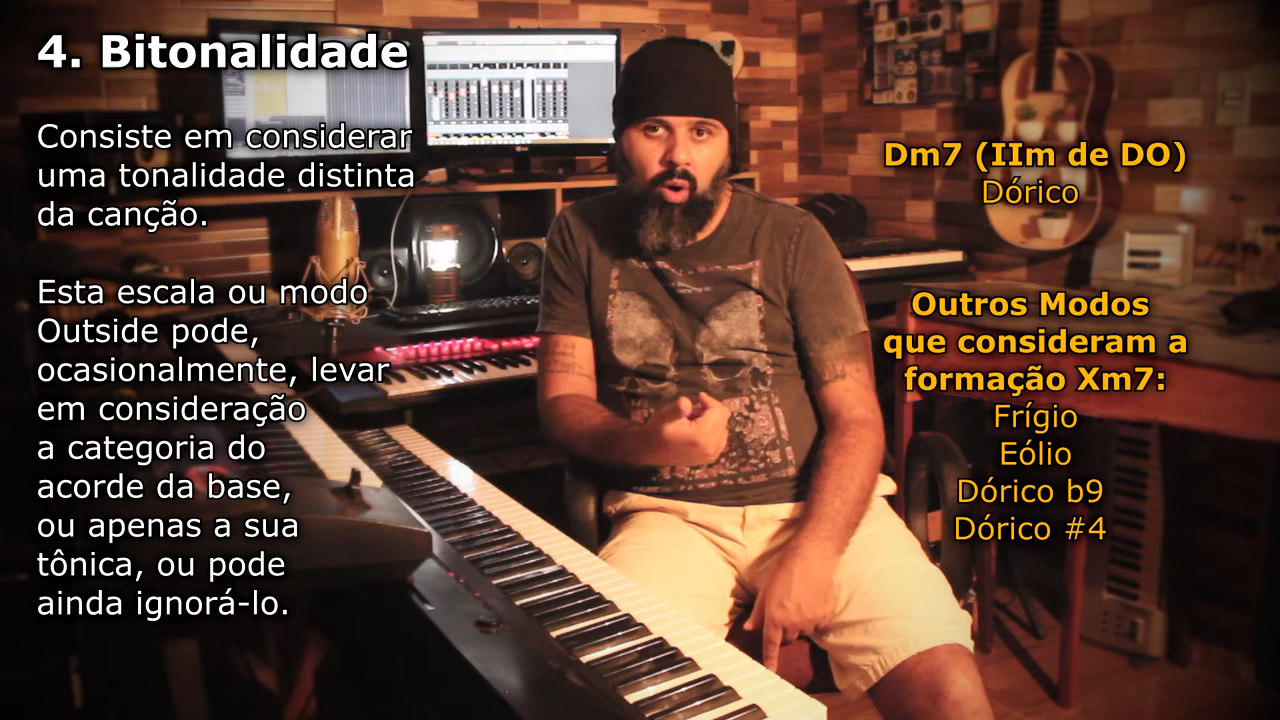 4. Bitonalidade
Consiste em considerar
uma tonalidade distinta
da canção.
Esta escala ou modo
Outside pode,
ocasionalmente, levar
em consideração
a categoria do
acorde da base,
ou apenas a sua
tônica, ou pode
ainda ignorá-lo.
Dm7 (IIm de DO)
Dórico
Outros Modos
que consideram a
formação Xm7:
Frígio
Eólio
Dórico b9
Dórico #4